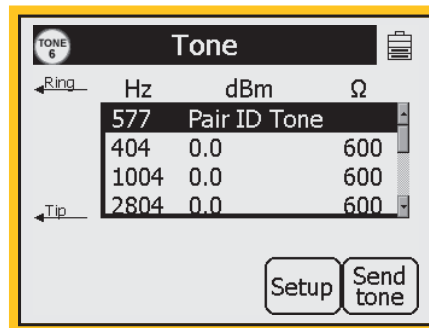 TONE 6 Tone
Ring
Hz dBm Ω
577 Pair ID Tone
404 0.0 600
1004 0.0 600
2804 0.0 600
Tip
Setup Send tone